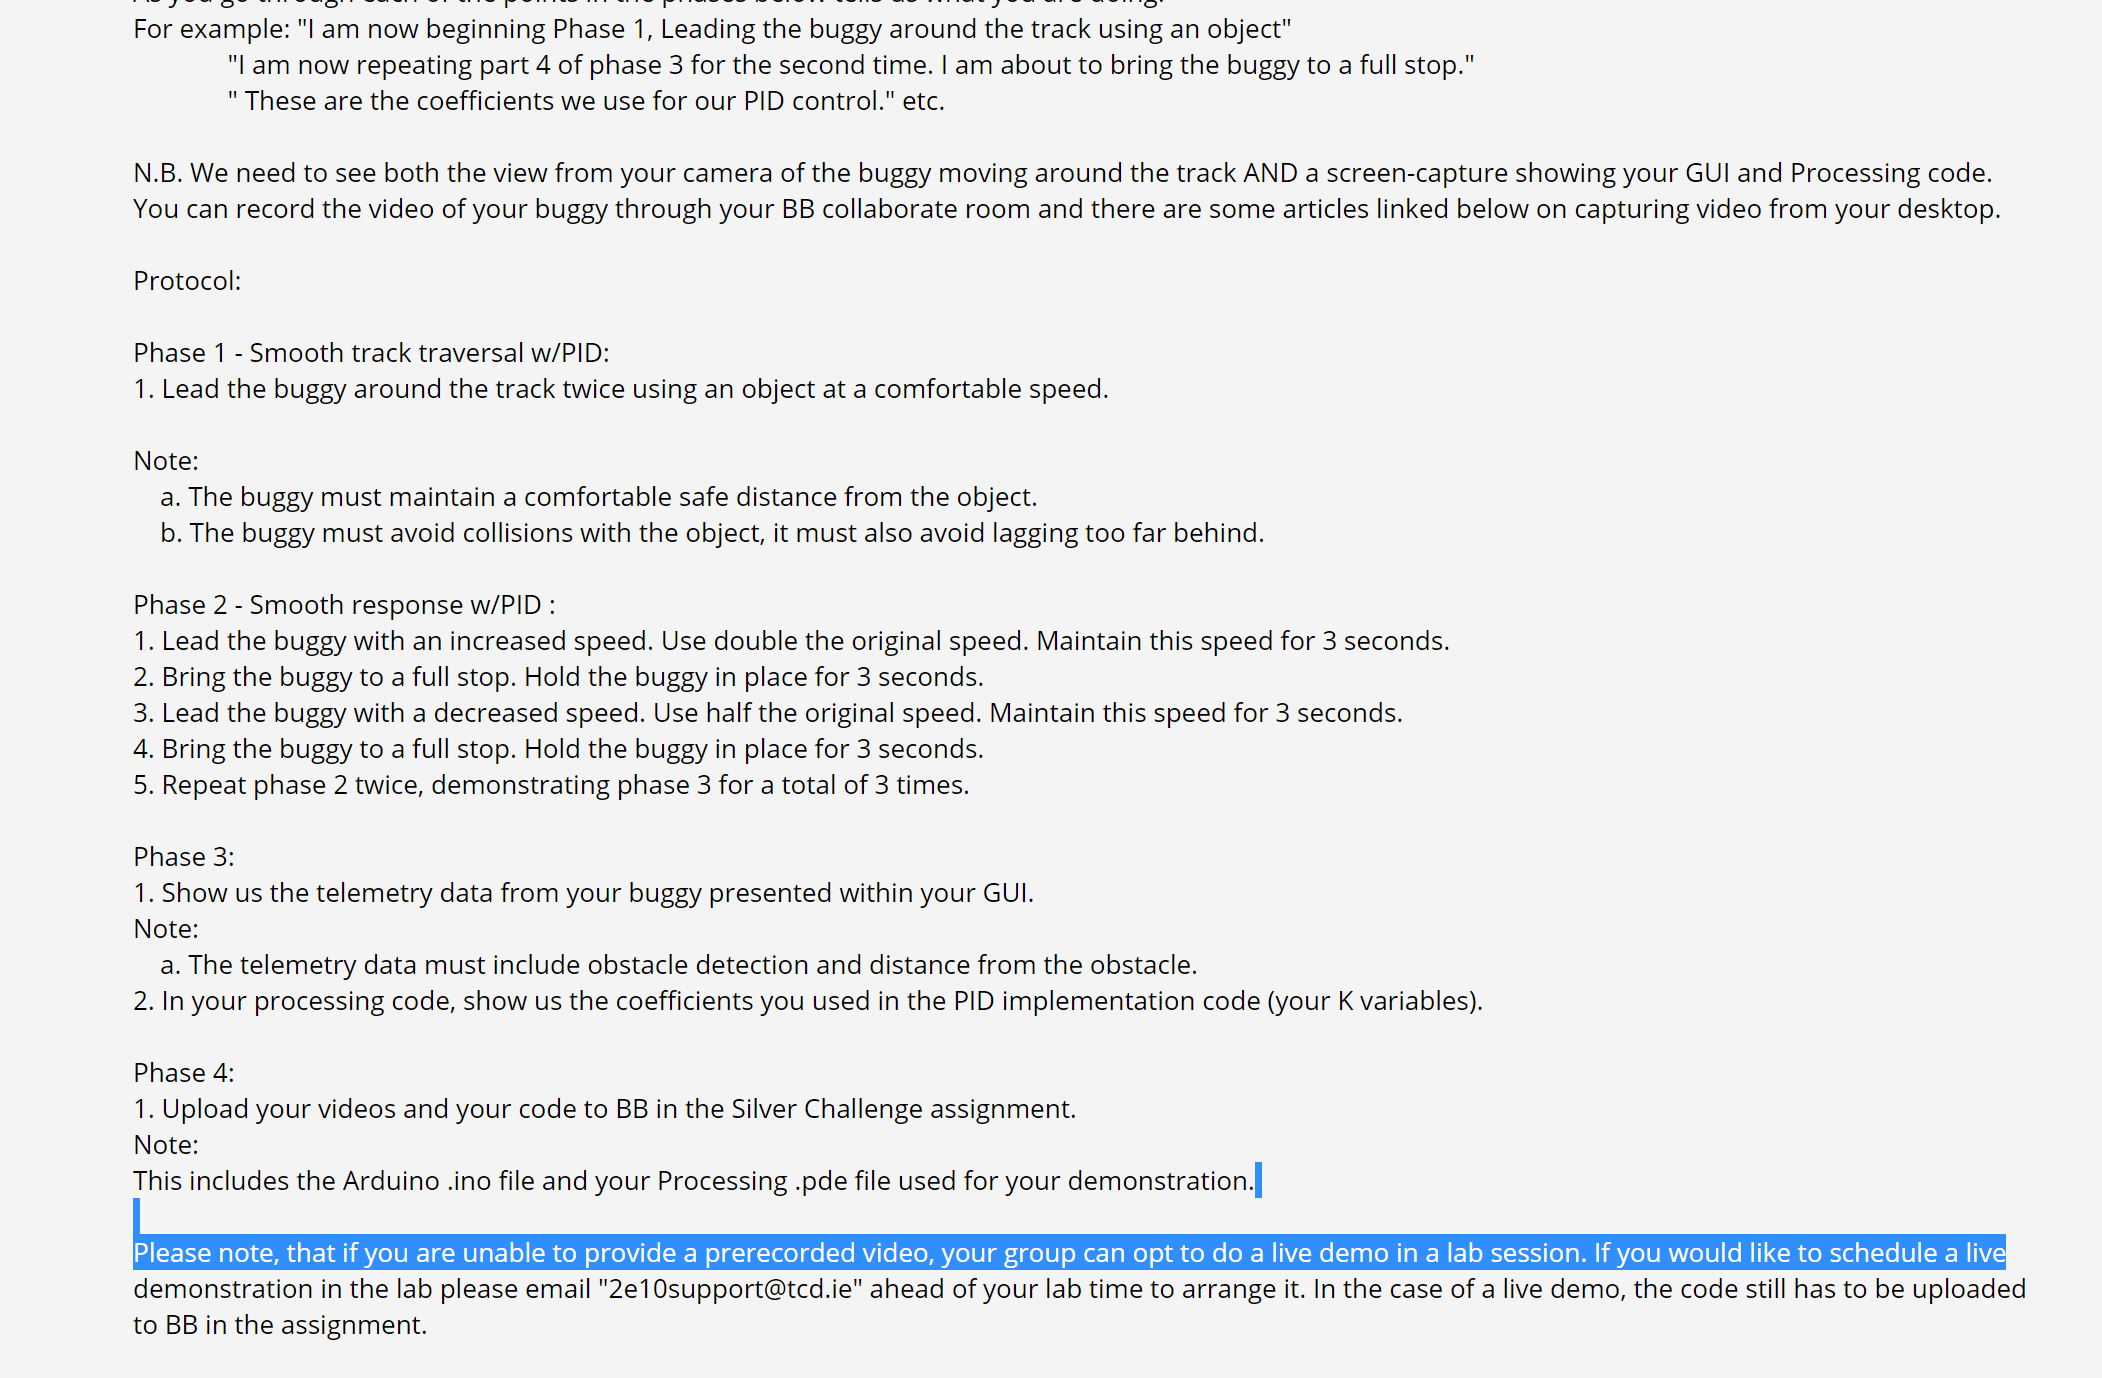 As you go through each of the points in the phases below tells us what you are doing.
For example: "I am now beginning Phase 1, Leading the buggy around the track using an object"
"I am now repeating part 4 of phase 3 for the second time. I am about to bring the buggy to a full stop."
" These are the coefficients we use for our PID control." etc.
N.B. We need to see both the view from your camera of the buggy moving around the track AND a screen-capture showing your GUI and Processing code.
You can record the video of your buggy through your BB collaborate room and there are some articles linked below on capturing video from your desktop.
Protocol:
Phase 1 - Smooth track traversal w/PID:
1. Lead the buggy around the track twice using an object at a comfortable speed.
Note:
a. The buggy must maintain a comfortable safe distance from the object.
b. The buggy must avoid collisions with the object, it must also avoid lagging too far behind.
Phase 2 - Smooth response w/PID :
1. Lead the buggy with an increased speed. Use double the original speed. Maintain this speed for 3 seconds.
2. Bring the buggy to a full stop. Hold the buggy in place for 3 seconds.
3. Lead the buggy with a decreased speed. Use half the original speed. Maintain this speed for 3 seconds.
4. Bring the buggy to a full stop. Hold the buggy in place for 3 seconds.
5. Repeat phase 2 twice, demonstrating phase 3 for a total of 3 times.
Phase 3:
1. Show us the telemetry data from your buggy presented within your GUI.
Note:
a. The telemetry data must include obstacle detection and distance from the obstacle.
2. In your processing code, show us the coefficients you used in the PID implementation code (your K variables).
Phase 4:
1. Upload your videos and your code to BB in the Silver Challenge assignment.
Note:
This includes the Arduino .ino file and your Processing .pde file used for your demonstration.
Please note, that if you are unable to provide a prerecorded video, your group can opt to do a live demo in a lab session. If you would like to schedule a live
demonstration in the lab please email "2e10support@tcd.ie" ahead of your lab time to arrange it. In the case of a live demo, the code still has to be uploaded
to BB in the assignment.